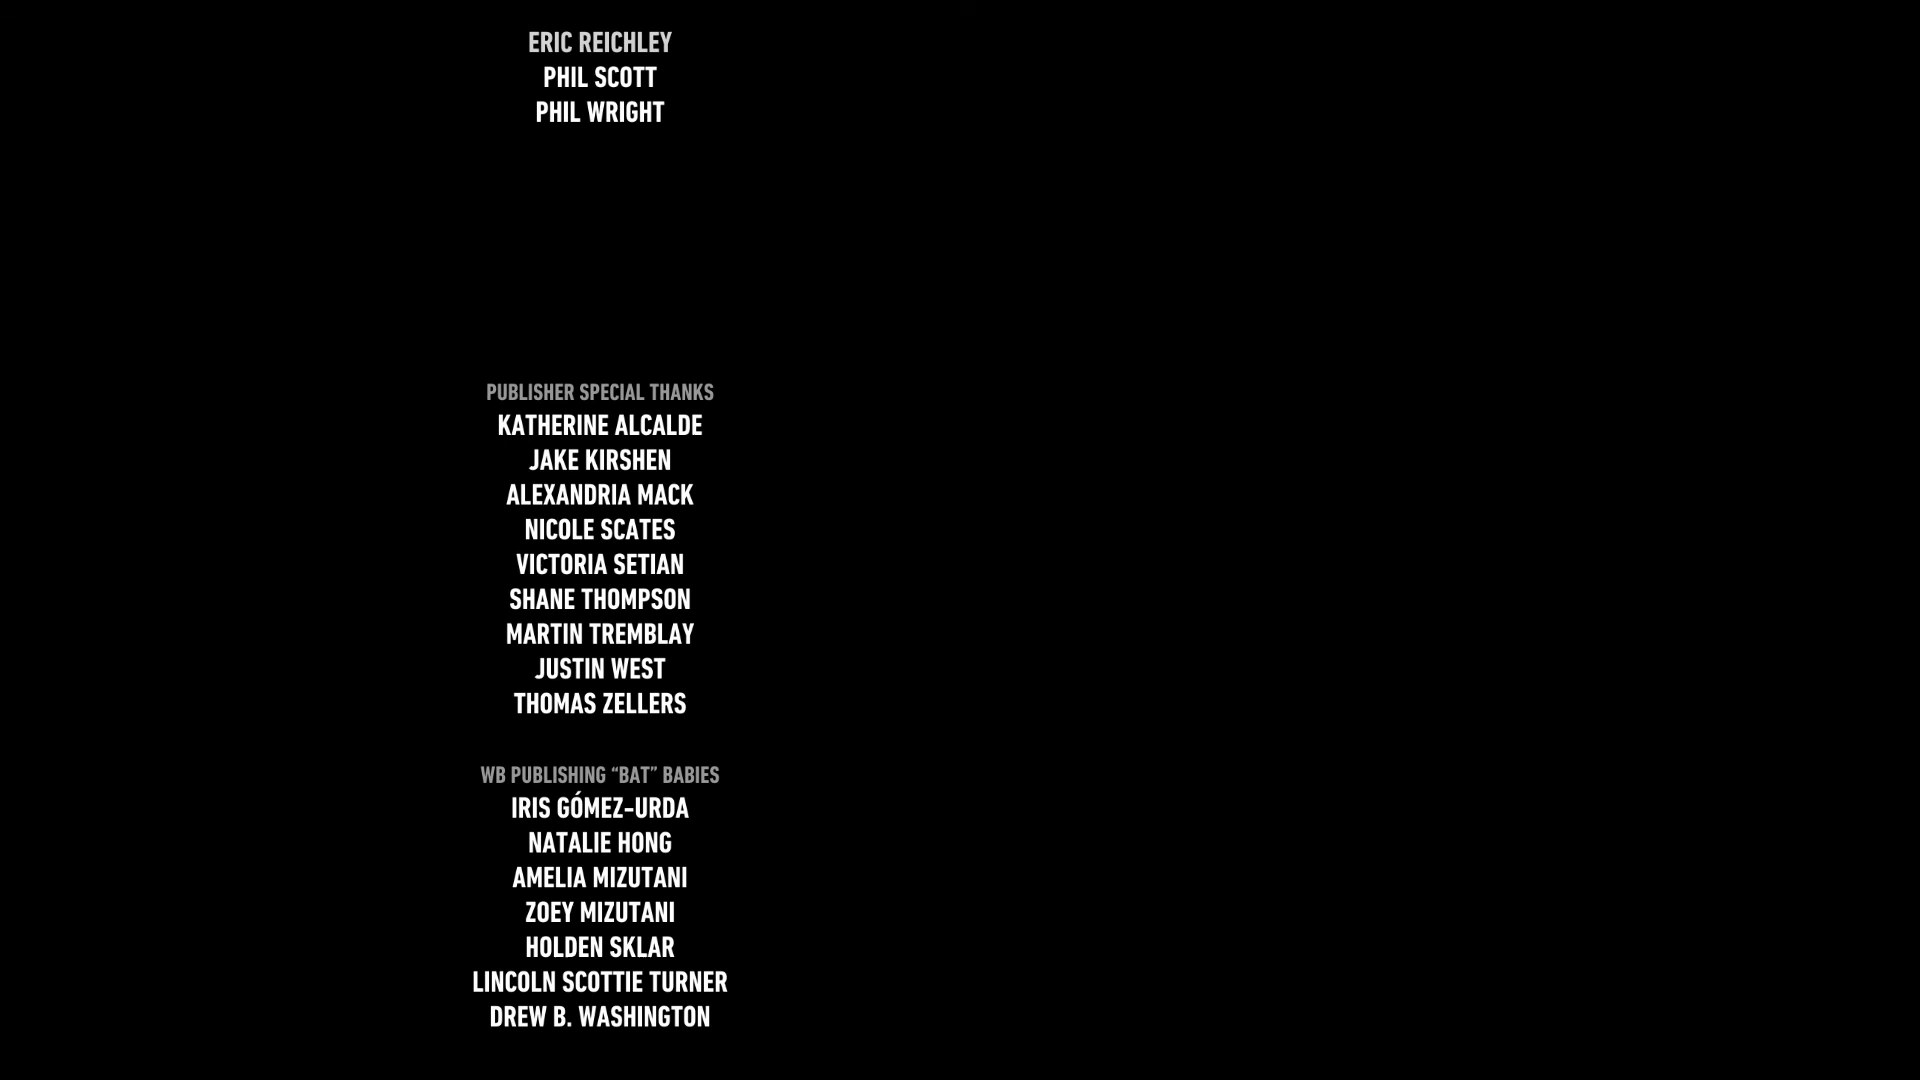 ERIC REICHLEY
PHIL SCOTT
PHIL WRIGHT
PUBLISHER SPECIAL THANKS
KATHERINE ALCALDE
JAKE KIRSHEN
ALEXANDRIA MACK
NICOLE SCATES
VICTORIA SETIAN
SHANE THOMPSON
MARTIN TREMBLAY
JUSTIN WEST
THOMAS ZELLERS
WB PUBLISHING “BAT” BABIES
IRIS GÓMEZ-URDA
NATALIE HONG
AMELIA MIZUTANI
ZOEY MIZUTANI
HOLDEN SKLAR
LINCOLN SCOTTIE TURNER
DREW B. WASHINGTON